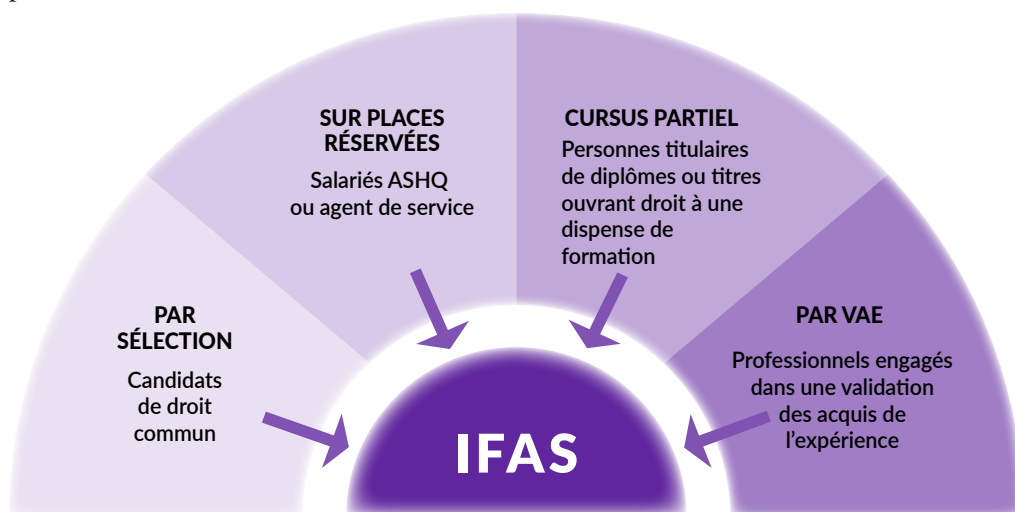 SUR PLACES
RÉSERVÉES
Salariés ASHQ
ou agent de service
CURSUS PARTIEL
Personnes titulaires
de diplômes ou titres
ouvrant droit à une
dispense de
formation
PAR
SÉLECTION
Candidats
de droit
commun
PAR VAE
Professionnels engagés
dans une validation
des acquis de
l’expérience
IFAS